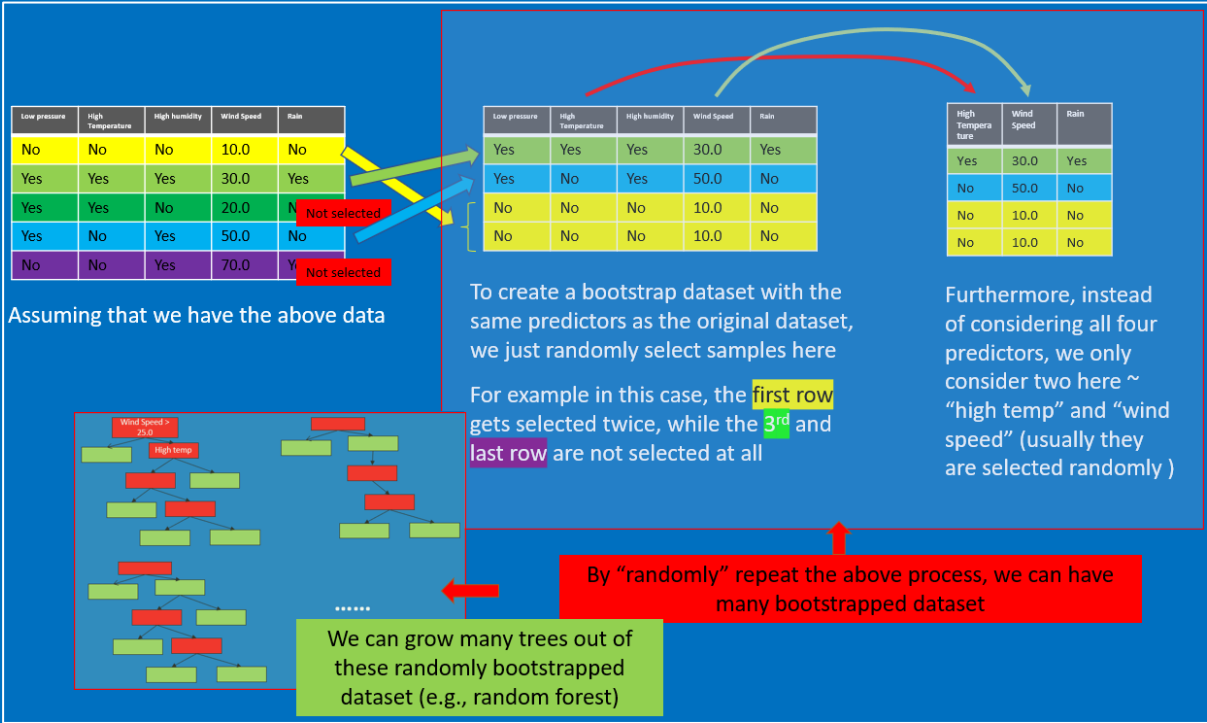 Low pressure High Temperature High humidity Wind Speed Rain
No No No 10.0 No
Yes Yes Yes 30.0 Yes
Yes Yes No 20.0
Not selected
Yes No Yes 50.0 No
No No Yes 70.0
Not selected
Assuming that we have the above data
Low pressure High Temperature High humidity Wind Speed Rain
Yes Yes Yes 30.0 Yes
Yes No Yes 50.0 No
No No No 10.0 No
No No No 10.0 No
To create a bootstrap dataset with the
same predictors as the original dataset,
we just randomly select samples here
For example in this case, the first row
gets selected twice, while the 3rd and
last row are not selected at all
High Tempera ture Wind Speed Rain
Yes 30.0 Yes
No 50.0 No
No 10.0 No
No 10.0 No
Furthermore, instead
of considering all four
predictors, we only
consider two here ~
“high temp” and “wind
speed” (usually they
are selected randomly )
Wind Speed >
25.0
High temp
......
By “randomly” repeat the above process, we can have
many bootstrapped dataset
We can grow many trees out of
these randomly bootstrapped
dataset (e.g., random forest)